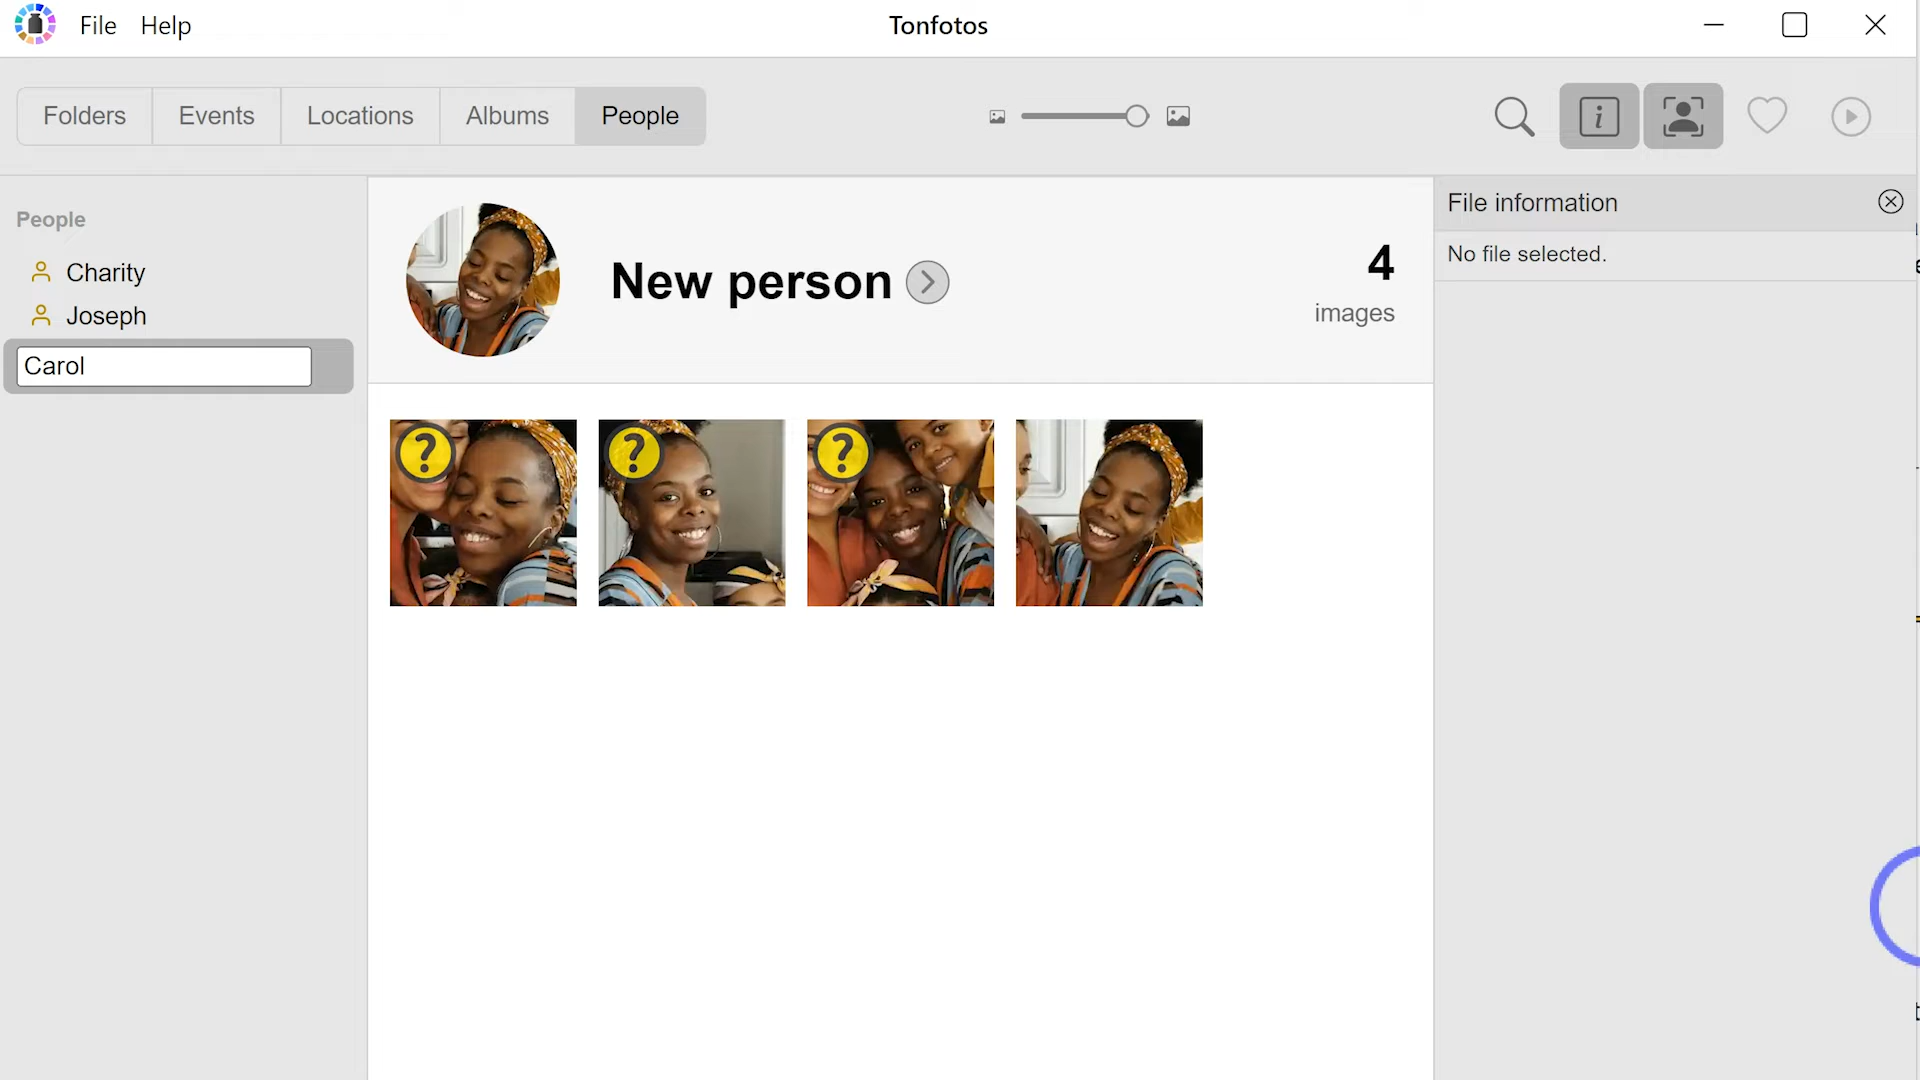 File Help Tonfotos
Folders Events Locations Albums People
People
Charity
Joseph
Carol
New person
4
images
File information
No file selected.
? ? ?